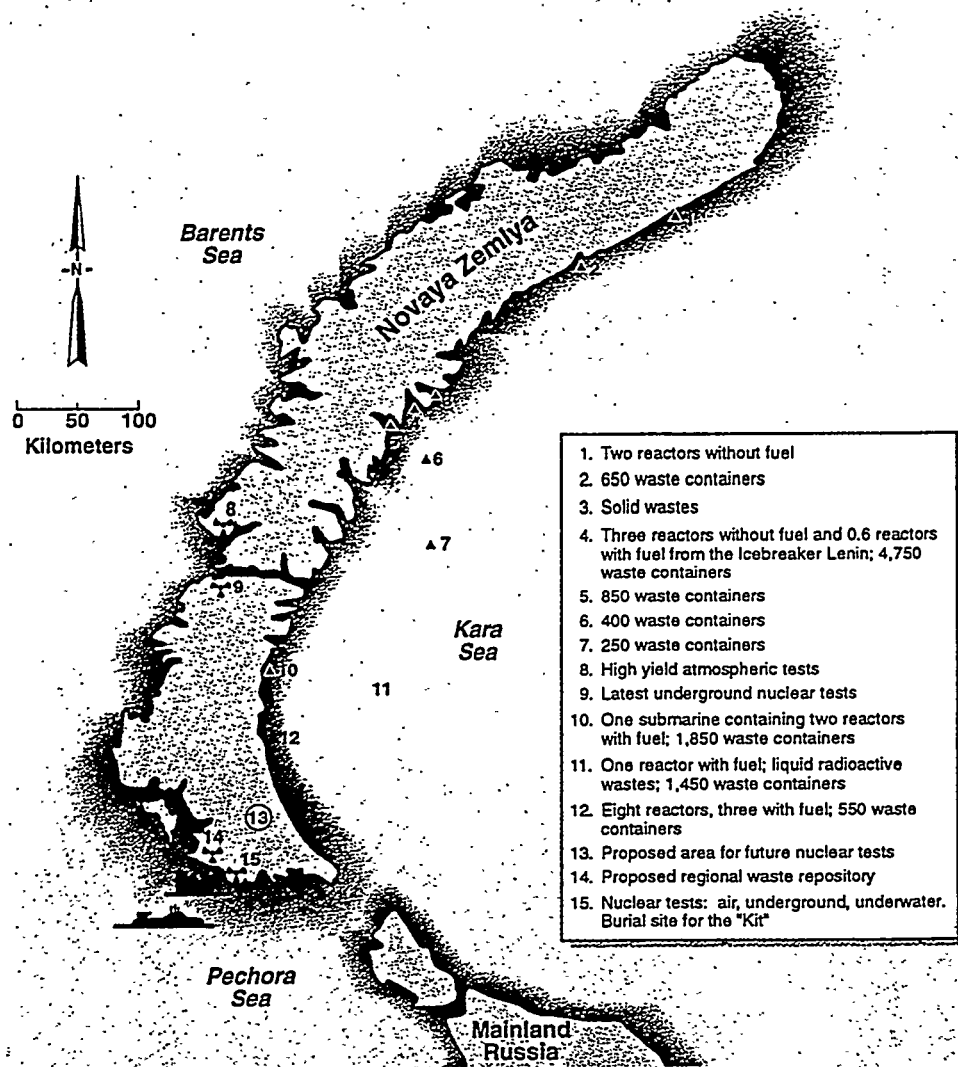 Barents
Sea
N
Novaya Zemlya
1
2
0 50 100
Kilometers
6
8
7
9
Kara
Sea
10
11
12
13
14
15
Pechora
Sea
Mainland
Russia
1. Two reactors without fuel
2. 650 waste containers
3. Solid wastes
4. Three reactors without fuel and 0.6 reactors
with fuel from the Icebreaker Lenin; 4,750
waste containers
5. 850 waste containers
6. 400 waste containers
7. 250 waste containers
8. High yield atmospheric tests
9. Latest underground nuclear tests
10. One submarine containing two reactors
with fuel; 1,850 waste containers
11. One reactor with fuel; liquid radioactive
wastes; 1,450 waste containers
12. Eight reactors, three with fuel; 550 waste
containers
13. Proposed area for future nuclear tests
14. Proposed regional waste repository
15. Nuclear tests: air, underground, underwater.
Burial site for the "Kit"